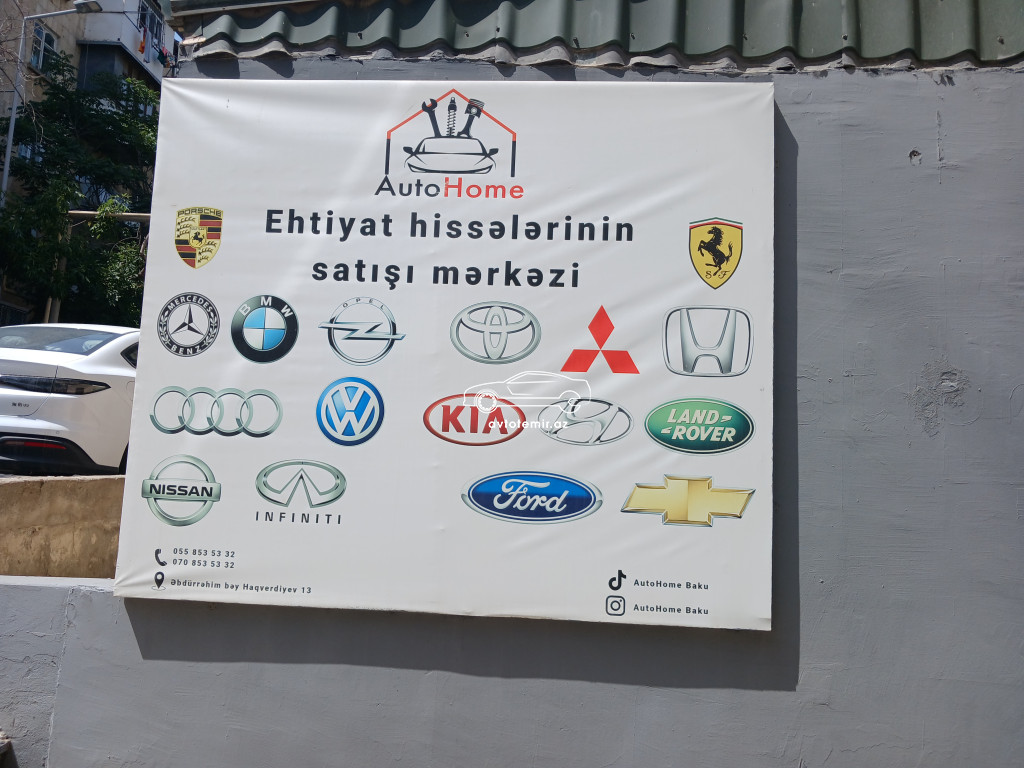 AutoHome
Ehtiyat hissələrinin
satışı mərkəzi
PORSCHE
S F
MERCEDES
BENZ
BMW
OPEL
VW
KIA
avtotemir.az
LAND-
-ROVER
NISSAN
INFINITI
Ford
055 853 53 32
070 853 53 32
Əbdürrəhim bəy Haqverdiyev 13
AutoHome Baku
AutoHome Baku